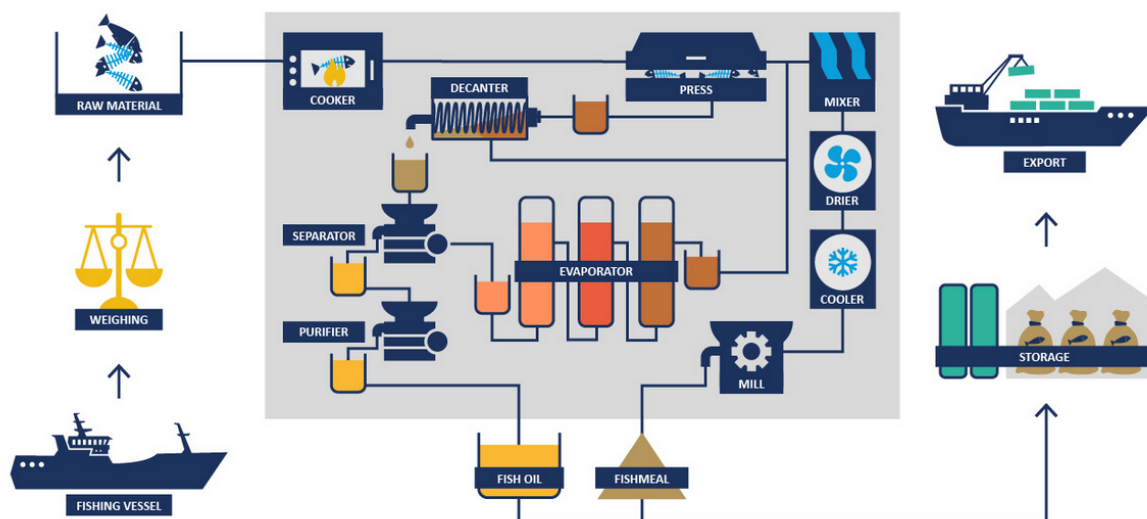 RAW MATERIAL
COOKER
DECANTER
PRESS
MIXER
EXPORT
DRIER
SEPARATOR
EVAPORATOR
COOLER
WEIGHING
PURIFIER
MILL
STORAGE
FISH OIL
FISHMEAL
FISHING VESSEL